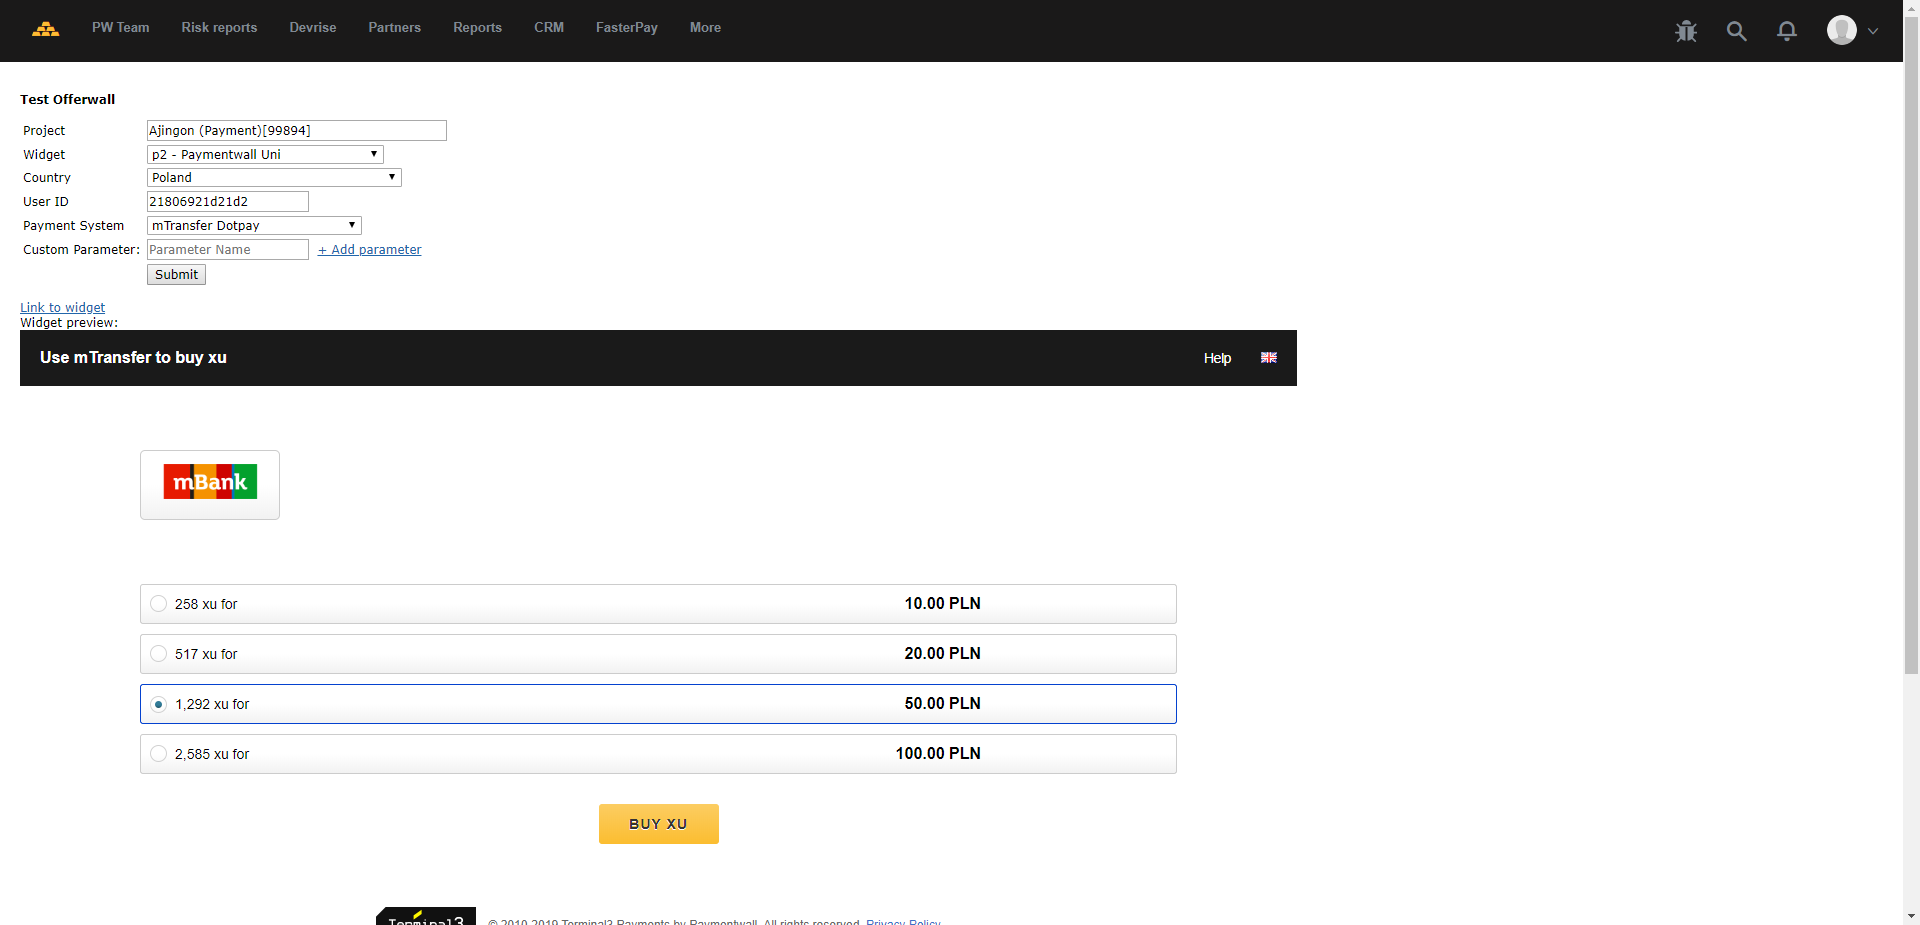 PW Team Risk reports Devrise Partners Reports CRM FasterPay More
Test Offerwall
Project Ajingon (Payment)[99894]
Widget p2 - Paymentwall Uni
Country Poland
User ID 21806921d21d2
Payment System mTransfer Dotpay
Custom Parameter: Parameter Name + Add parameter
Submit
Link to widget
Widget preview:
Use mTransfer to buy xu Help
mBank
258 xu for 10.00 PLN
517 xu for 20.00 PLN
1,292 xu for 50.00 PLN
2,585 xu for 100.00 PLN
BUY XU
Terminal3 © 2010-2019 Terminal3 Payments by Paymentwall. All rights reserved. Privacy Policy